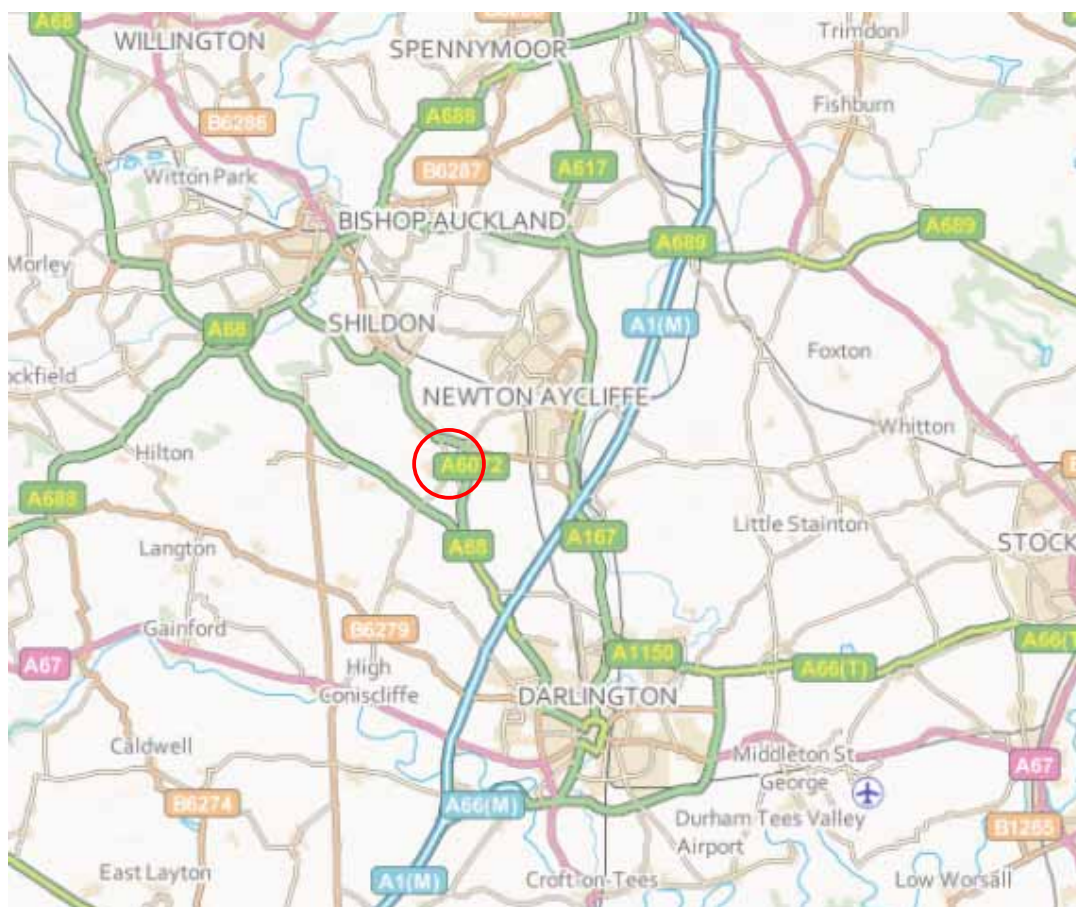 A68
WILLINGTON
SPENNYMOOR
Trimdon
B6286
A688
Fishburn
B6287
A617
Witton Park
BISHOP AUCKLAND
A689
A689
Morley
A68
SHILDON
A1(M)
Foxton
ockfield
NEWTON AYCLIFFE
Whitton
Hilton
A688
A167
Little Stainton
Langton
A68
STOCK
Gainford
B6279
A67
A1150
A66(T)
A66(T
High
Coniscliffe
DARLINGTON
Caldwell
Middleton St
George
A67
B6274
A66(M)
Durham Tees Valley
Airport
B1265
East Layton
A1(M)
Croft-on-Tees
Low Worsall